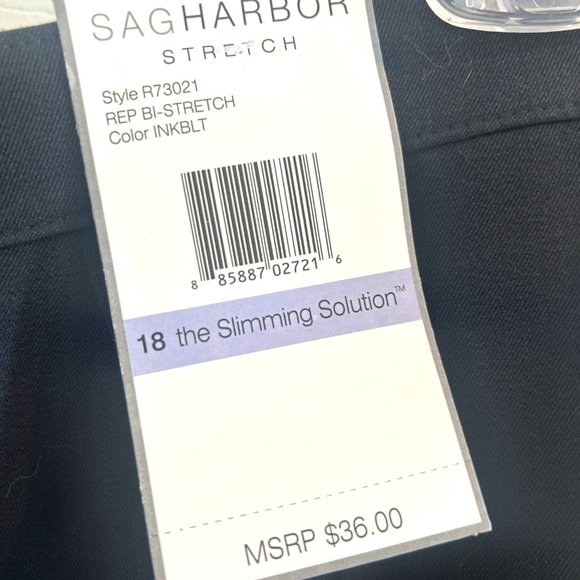 SAGHARBOR
STRETCH
Style R73021
REP BI-STRETCH
Color INKBLT
8 85887 02721 6
18 the Slimming Solution™
MSRP $36.00